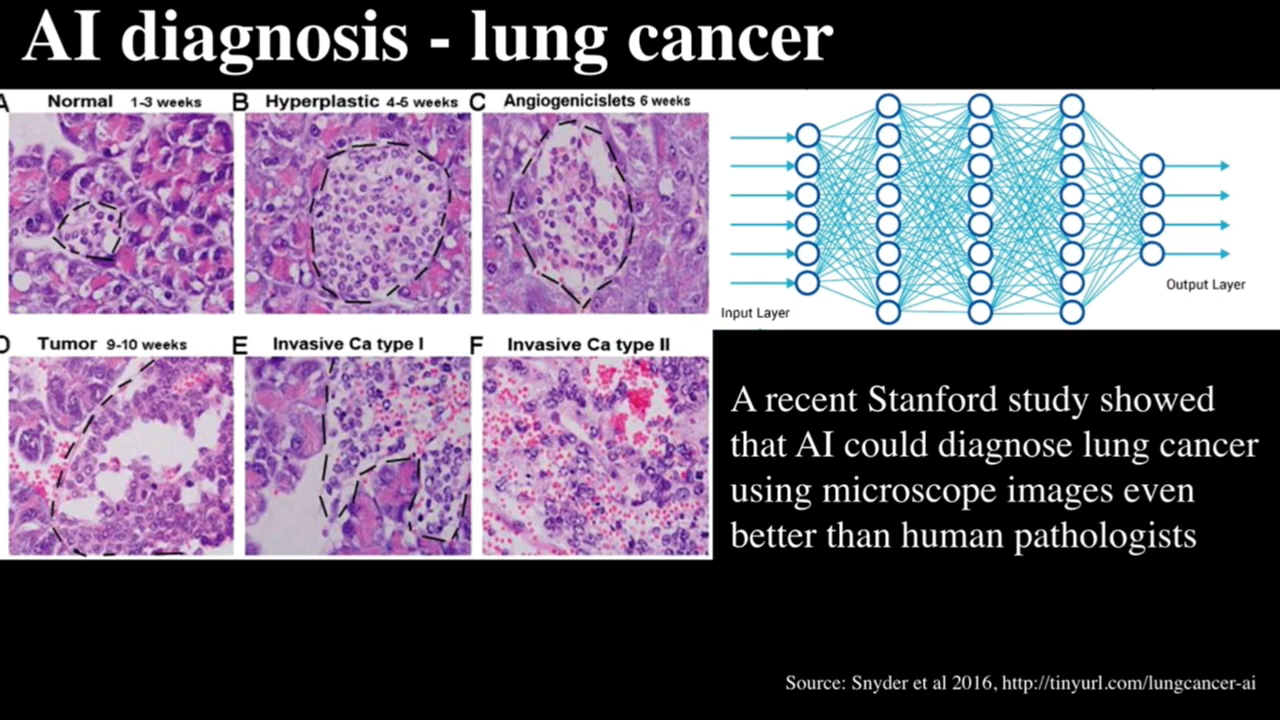 AI diagnosis - lung cancer
A Normal 1-3 weeks
B Hyperplastic 4-5 weeks
C Angiogenicislets 6 weeks
D Tumor 9-10 weeks
E Invasive Ca type I
F Invasive Ca type II
Input Layer
Output Layer
A recent Stanford study showed
that AI could diagnose lung cancer
using microscope images even
better than human pathologists
Source: Snyder et al 2016, http://tinyurl.com/lungcancer-ai